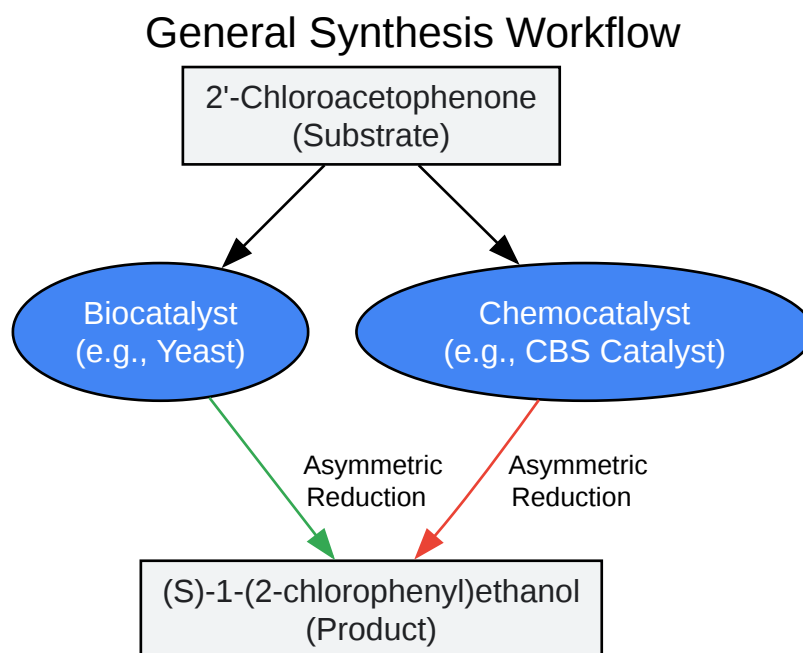 General Synthesis Workflow
2'-Chloroacetophenone
(Substrate)
Biocatalyst
(e.g., Yeast)
Chemocatalyst
(e.g., CBS Catalyst)
Asymmetric
Reduction
Asymmetric
Reduction
(S)-1-(2-chlorophenyl)ethanol
(Product)